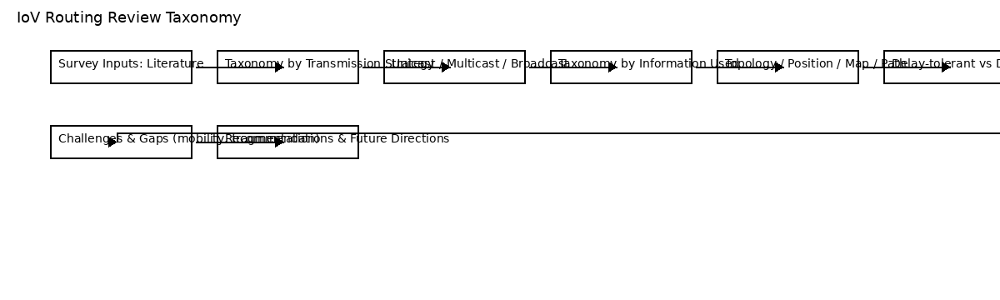 IoV Routing Review Taxonomy
Survey Inputs: Literature
Taxonomy by Transmission Strategy
Unicast / Multicast / Broadcast
Taxonomy by Information Used
Topology / Position / Map / Path
Delay-tolerant vs D
Challenges & Gaps (mobility, fragmentation)
Recommendations & Future Directions